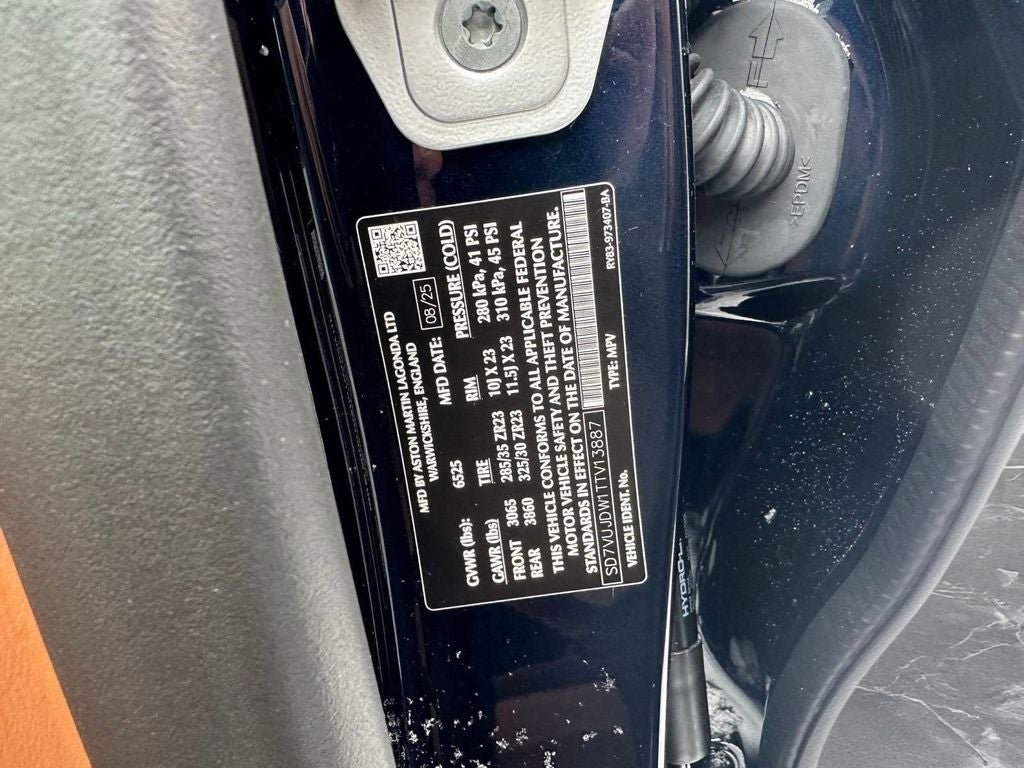 MFD BY ASTON MARTIN LAGONDA LTD
WARWICKSHIRE, ENGLAND
MFD DATE: 08/25
GVWR (lbs): 6525
GAWR (lbs) TIRE RIM PRESSURE (COLD)
FRONT 3065 285/35 ZR23 10J X 23 280 kPa, 41 PSI
REAR 3860 325/30 ZR23 11.5J X 23 310 kPa, 45 PSI
THIS VEHICLE CONFORMS TO ALL APPLICABLE FEDERAL
MOTOR VEHICLE SAFETY AND THEFT PREVENTION
STANDARDS IN EFFECT ON THE DATE OF MANUFACTURE.
SD7VUJDW1TTV13887
VEHICLE IDENT. NO. TYPE: MPV RY83-973407-BA
>EPDM<